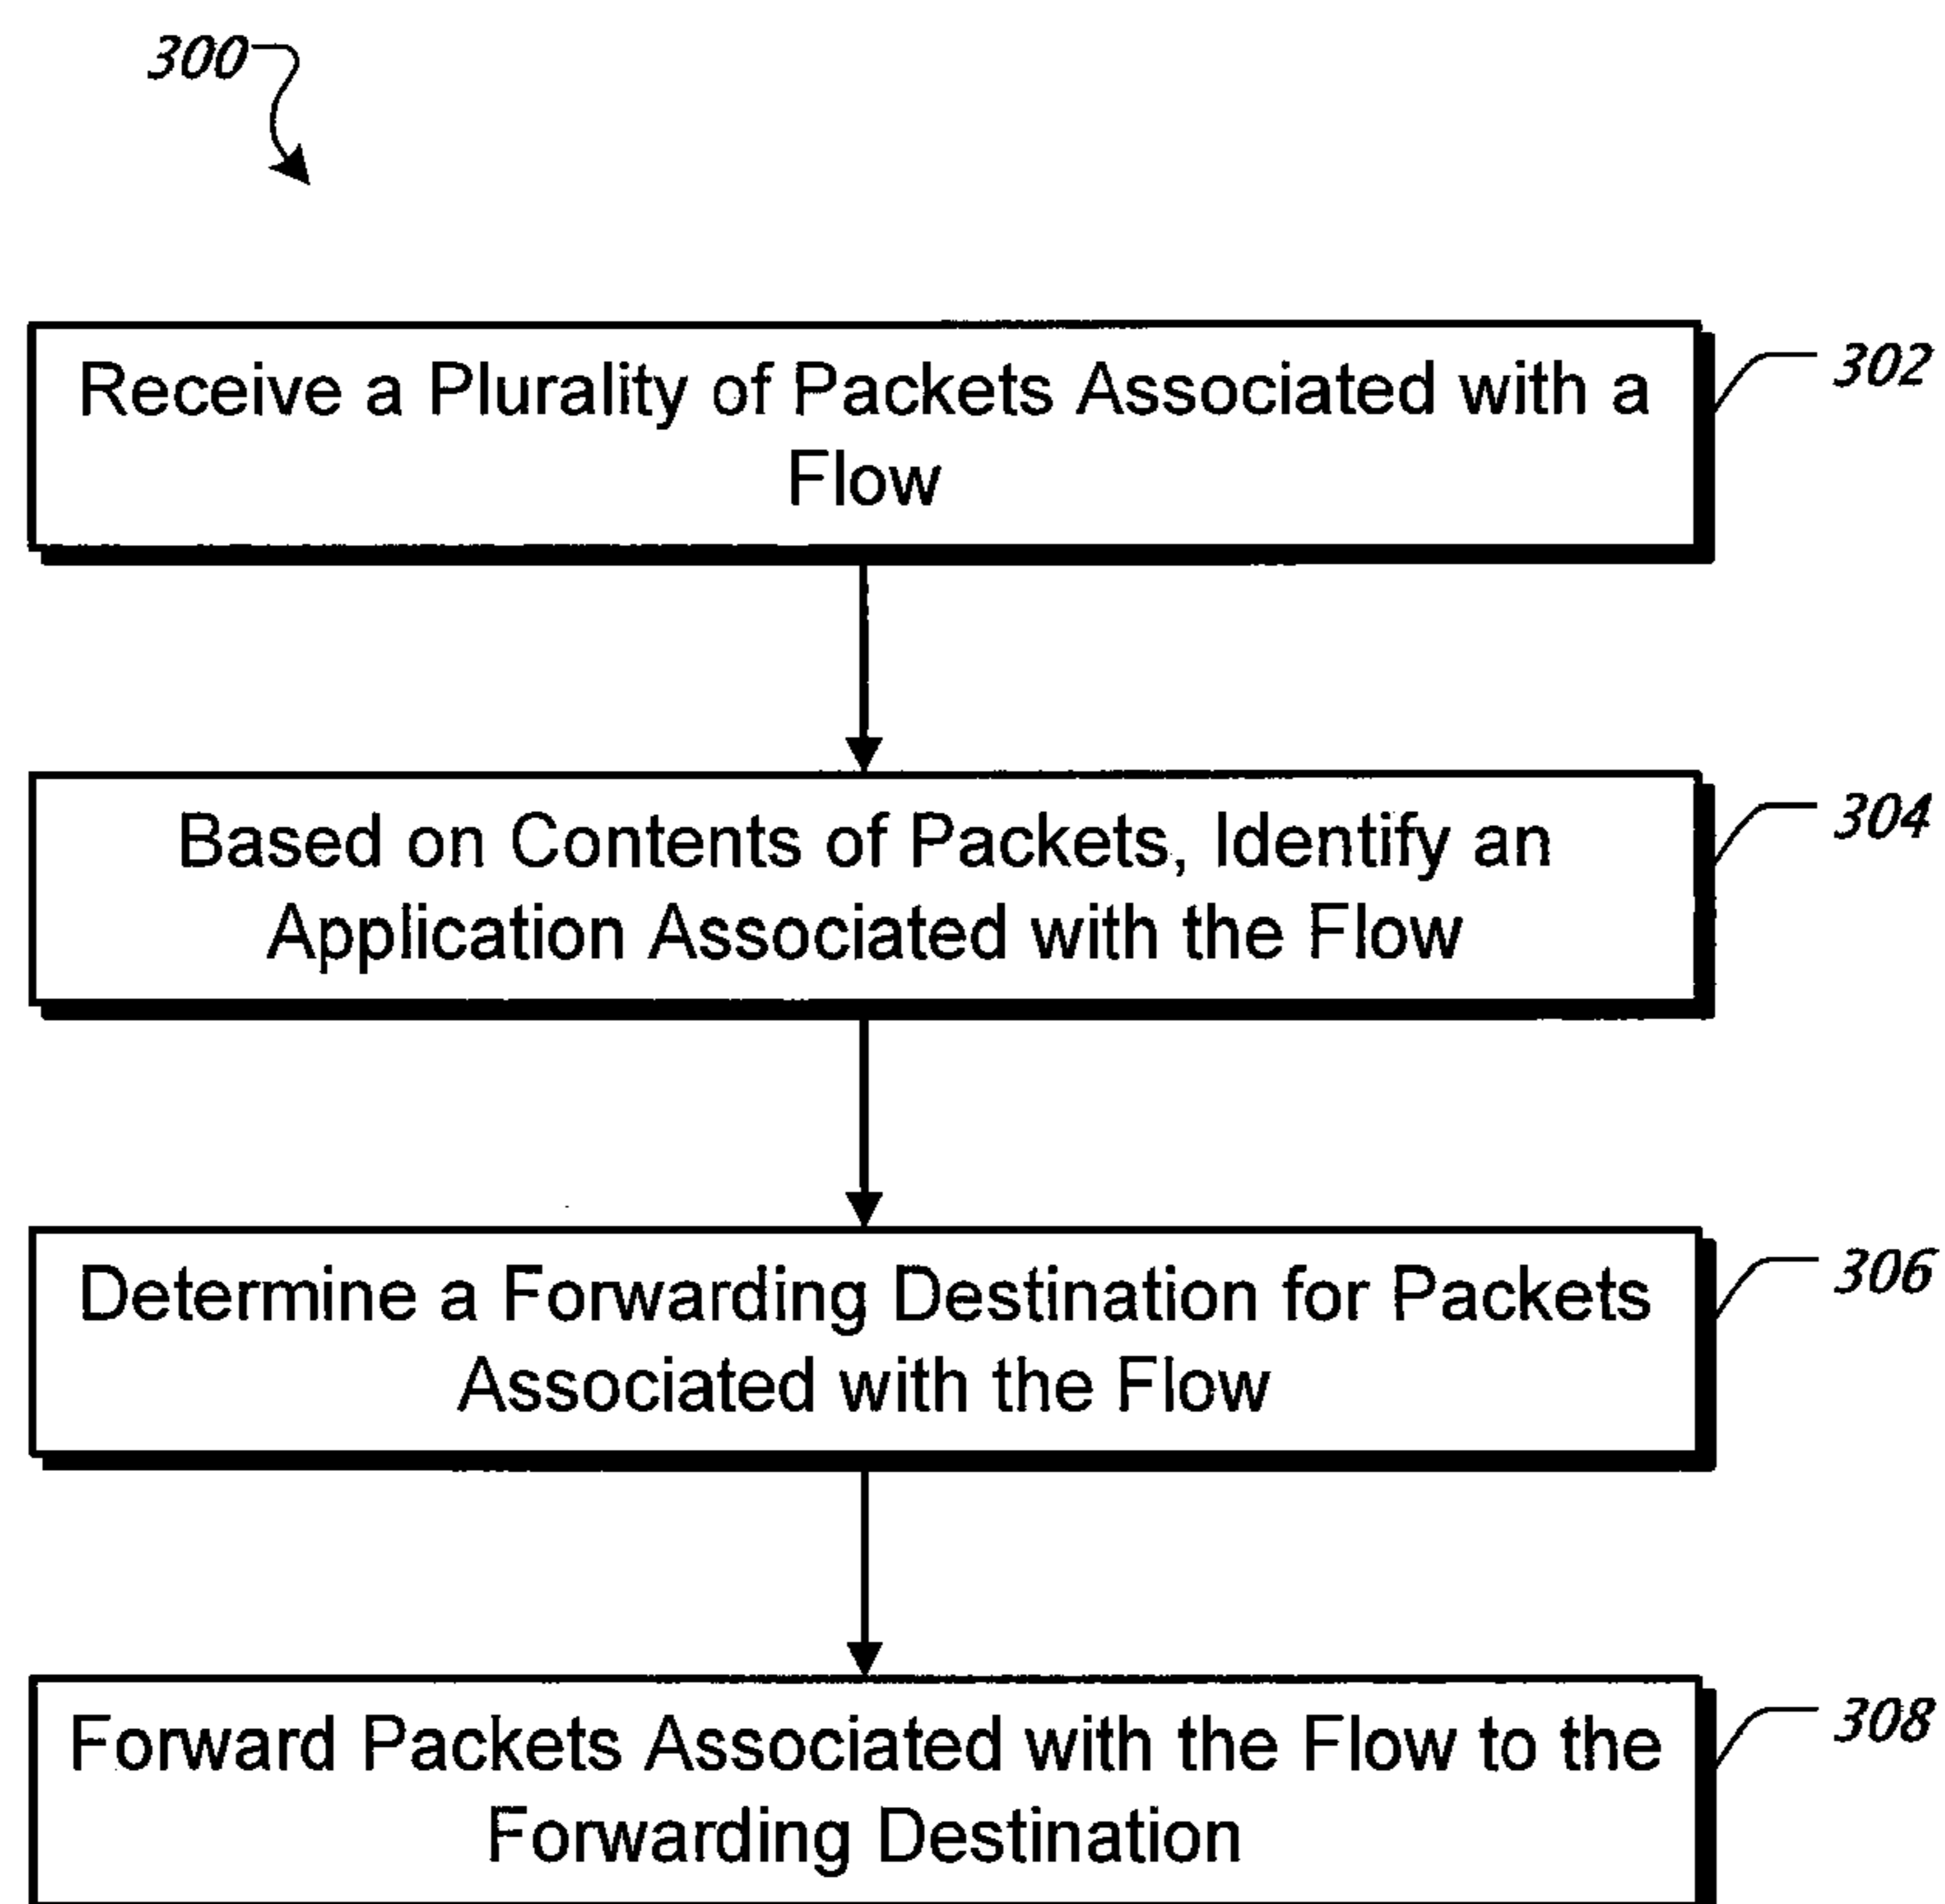 300
Receive a Plurality of Packets Associated with a
Flow
302
Based on Contents of Packets, Identify an
Application Associated with the Flow
304
Determine a Forwarding Destination for Packets
Associated with the Flow
306
Forward Packets Associated with the Flow to the
Forwarding Destination
308